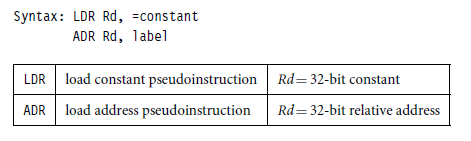 Syntax: LDR Rd, =constant
ADR Rd, label
LDR load constant pseudoinstruction Rd = 32-bit constant
ADR load address pseudoinstruction Rd = 32-bit relative address